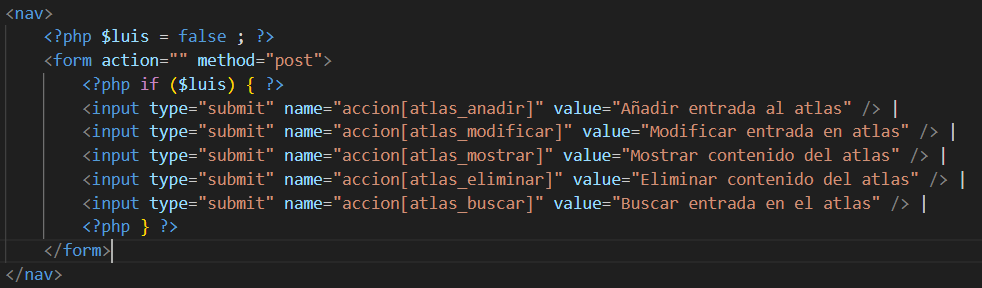 <nav>
<?php $luis = false ; ?>
<form action="" method="post">
<?php if ($luis) { ?>
<input type="submit" name="accion[atlas_anadir]" value="Añadir entrada al atlas" /> |
<input type="submit" name="accion[atlas_modificar]" value="Modificar entrada en atlas" /> |
<input type="submit" name="accion[atlas_mostrar]" value="Mostrar contenido del atlas" /> |
<input type="submit" name="accion[atlas_eliminar]" value="Eliminar contenido del atlas" /> |
<input type="submit" name="accion[atlas_buscar]" value="Buscar entrada en el atlas" /> |
<?php } ?>
</form>
</nav>